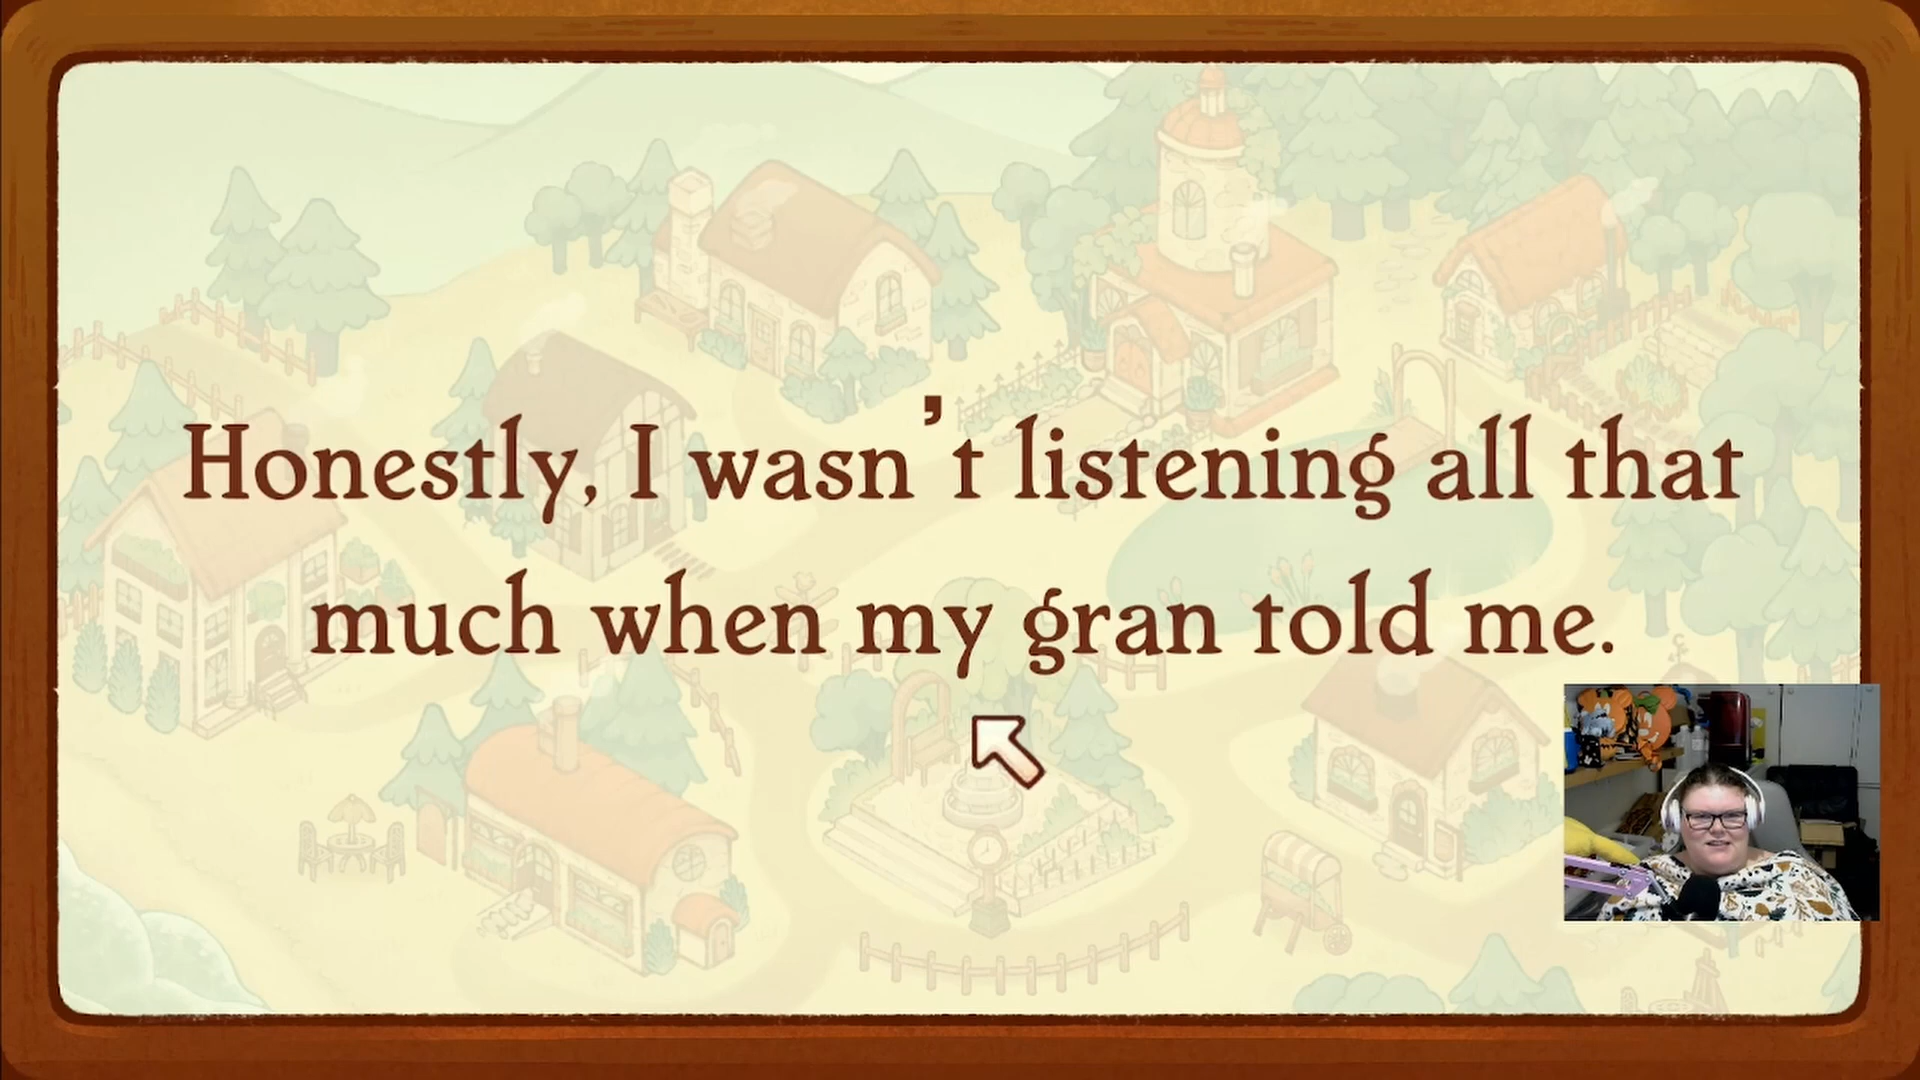 Honestly, I wasn’t listening all that
much when my gran told me.